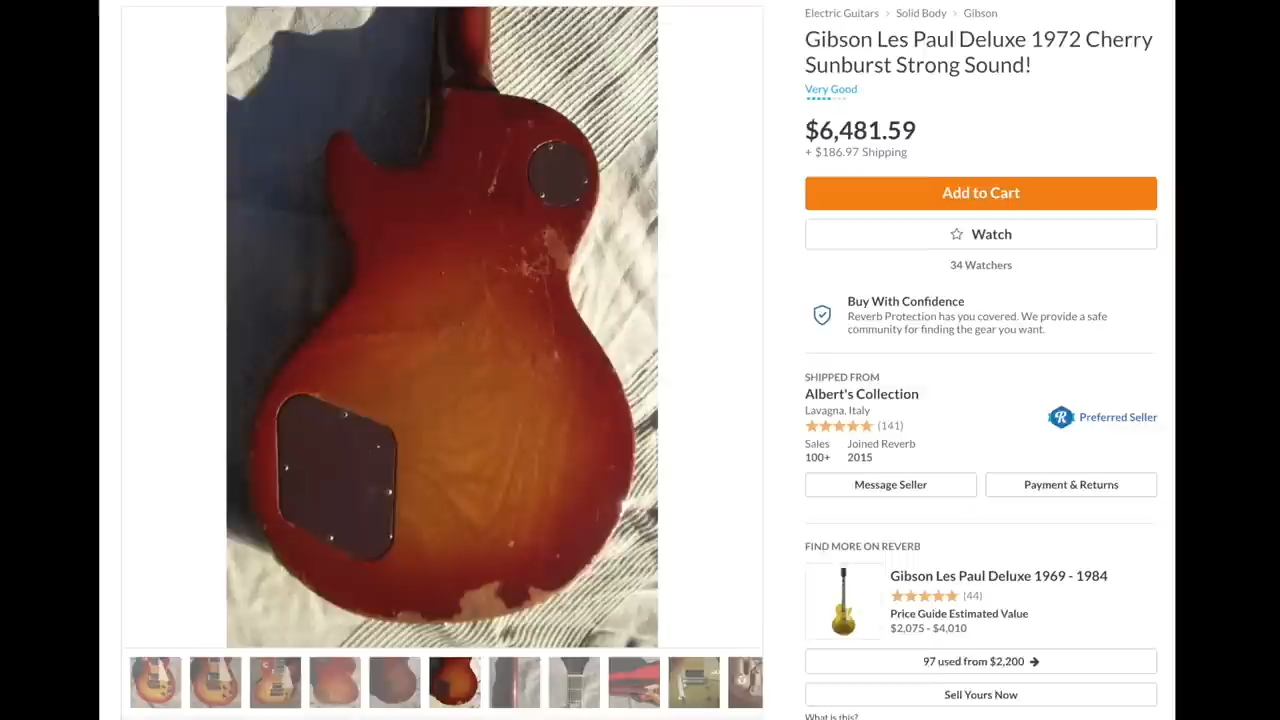 Electric Guitars > Solid Body > Gibson
Gibson Les Paul Deluxe 1972 Cherry
Sunburst Strong Sound!
Very Good
$6,481.59
+ $186.97 Shipping
Add to Cart
Watch
34 Watchers
Buy With Confidence
Reverb Protection has you covered. We provide a safe
community for finding the gear you want.
SHIPPED FROM
Albert's Collection
Lavagna, Italy
(141)
Preferred Seller
Sales Joined Reverb
100+ 2015
Message Seller
Payment & Returns
FIND MORE ON REVERB
Gibson Les Paul Deluxe 1969 - 1984
(44)
Price Guide Estimated Value
$2,075 - $4,010
97 used from $2,200
Sell Yours Now
What is this?